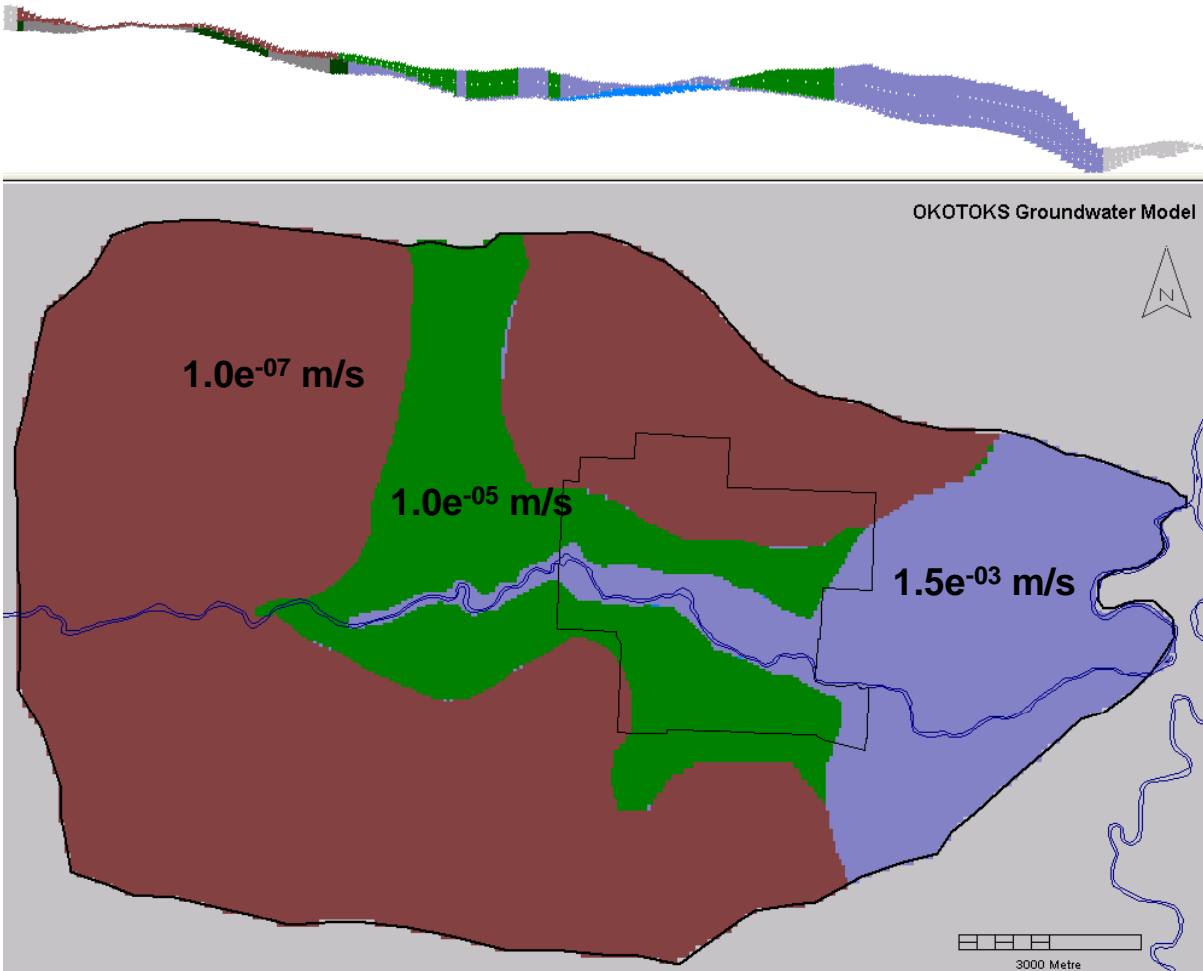 OKOTOKS Groundwater Model
N
1.0e-07 m/s
1.0e-05 m/s
1.5e-03 m/s
3000 Metre